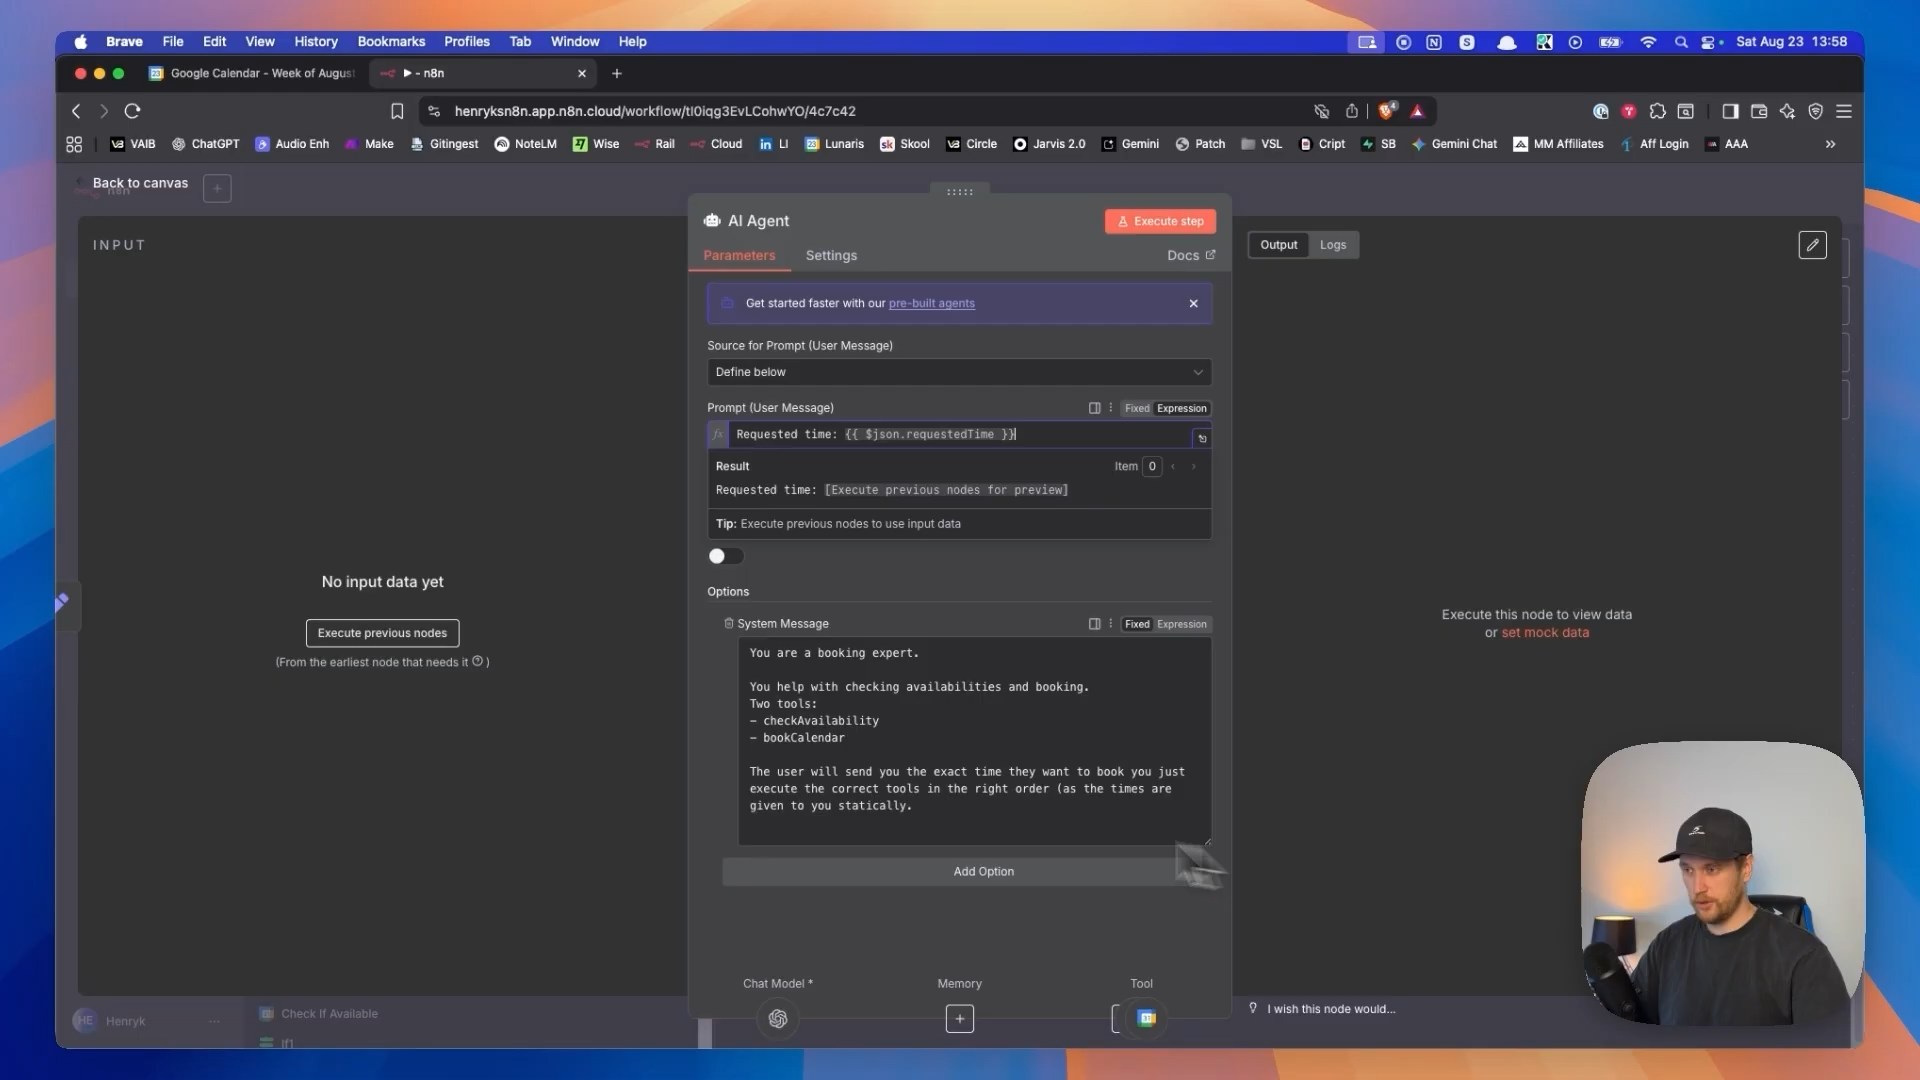 Brave File Edit View History Bookmarks Profiles Tab Window Help
Sat Aug 23 13:58
Google Calendar - Week of August
- n8n
henryksn8n.app.n8n.cloud/workflow/tI0iqg3EvLCohwYO/4c7c42
VAIB ChatGPT Audio Enh Make Gitingest NoteLM Wise Rail Cloud LI Lunaris Skool Circle Jarvis 2.0 Gemini Patch VSL Cript SB Gemini Chat MM Affiliates Aff Login AAA
Back to canvas
n8n
INPUT
No input data yet
Execute previous nodes
(From the earliest node that needs it ? )
AI Agent
Execute step
Parameters Settings Docs
Get started faster with our pre-built agents
Source for Prompt (User Message)
Define below
Prompt (User Message)
Fixed Expression
fx Requested time: {{ $json.requestedTime }}
Result
Item 0
Requested time: [Execute previous nodes for preview]
Tip: Execute previous nodes to use input data
Options
System Message
Fixed Expression
You are a booking expert.
You help with checking availabilities and booking.
Two tools:
- checkAvailability
- bookCalendar
The user will send you the exact time they want to book you just
execute the correct tools in the right order (as the times are
given to you statically.
Add Option
Chat Model * Memory Tool
Output Logs
Execute this node to view data
or set mock data
I wish this node would...
HE Henryk ...
Check If Available
If1